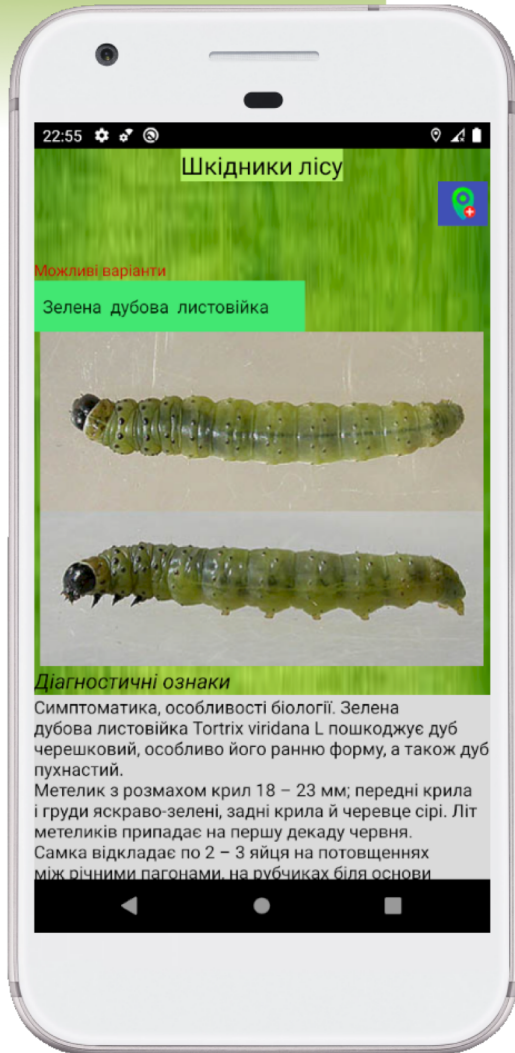 22:55
Шкідники лісу
Можливі варіанти
Зелена дубова листовійка
Діагностичні ознаки
Симптоматика, особливості біології. Зелена
дубова листовійка Tortrix viridana L пошкоджує дуб
черешковий, особливо його ранню форму, а також дуб
пухнастий.
Метелик з розмахом крил 18 – 23 мм; передні крила
і груди яскраво-зелені, задні крила й черевце сірі. Літ
метеликів припадає на першу декаду червня.
Самка відкладає по 2 – 3 яйця на потовщеннях
між річними пагонами, на рубчиках біля основи